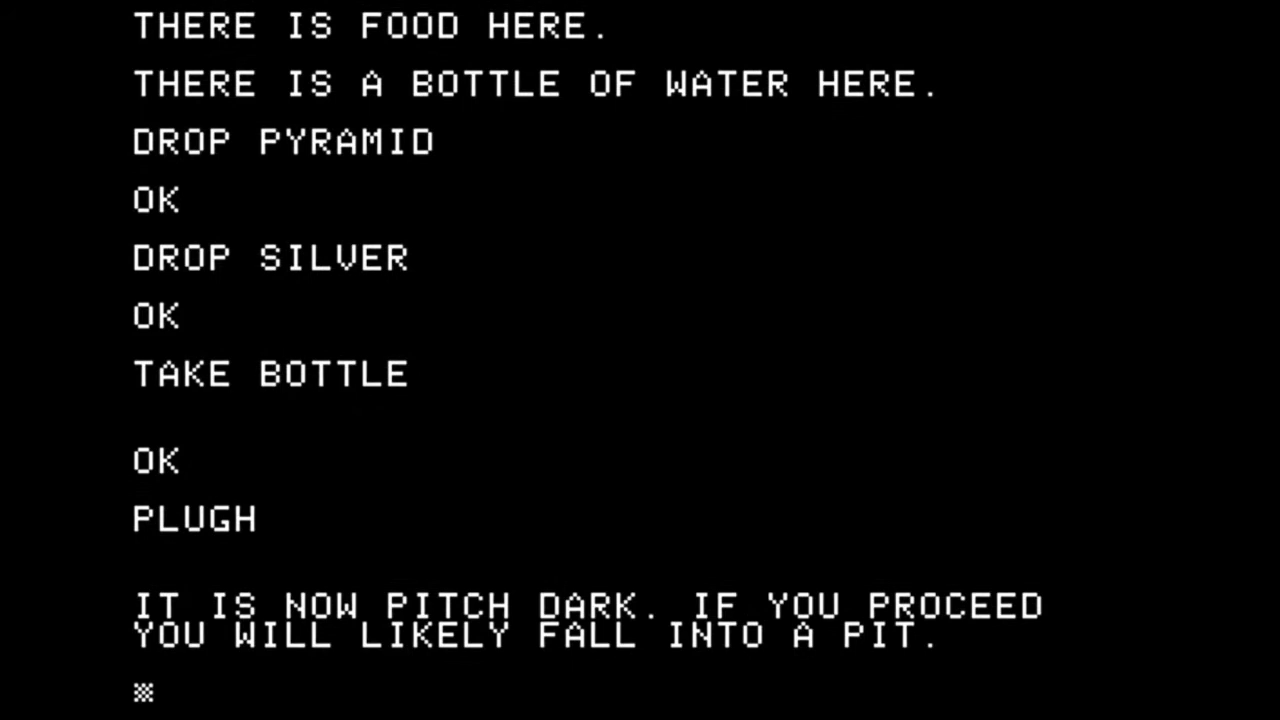 THERE IS FOOD HERE.
THERE IS A BOTTLE OF WATER HERE.
DROP PYRAMID
OK
DROP SILVER
OK
TAKE BOTTLE
OK
PLUGH
IT IS NOW PITCH DARK. IF YOU PROCEED
YOU WILL LIKELY FALL INTO A PIT.